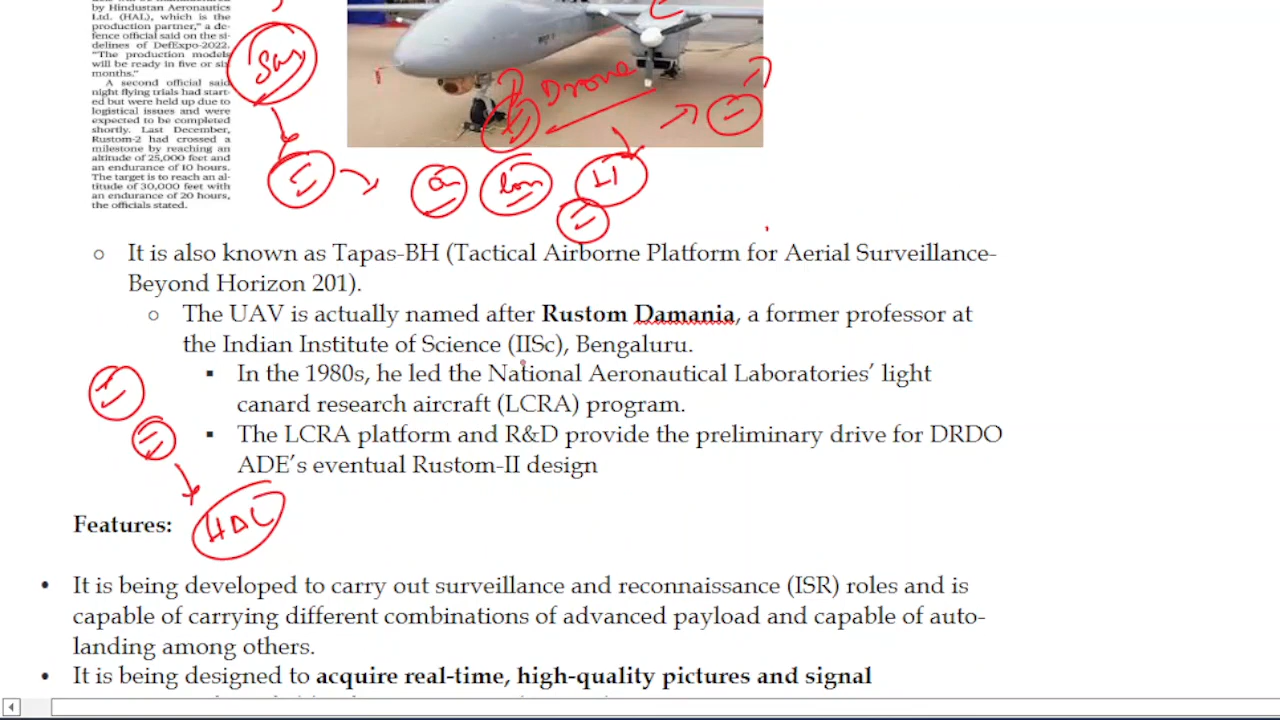 by Hindustan Aeronautics
Ltd. (HAL), which is the
production partner," a de-
fence official said on the si-
delines of DefExpo-2022.
"The production models
will be ready in five or six
months."
A second official said
night flying trials had start-
ed but were held up due to
logistical issues and were
expected to be completed
shortly. Last December,
Rustom-2 had crossed a
milestone by reaching an
altitude of 25,000 feet and
an endurance of 10 hours.
The target is to reach an al-
titude of 30,000 feet with
an endurance of 20 hours,
the officials stated.
Drone
It is also known as Tapas-BH (Tactical Airborne Platform for Aerial Surveillance-
Beyond Horizon 201).
The UAV is actually named after Rustom Damania, a former professor at
the Indian Institute of Science (IISc), Bengaluru.
In the 1980s, he led the National Aeronautical Laboratories' light
canard research aircraft (LCRA) program.
The LCRA platform and R&D provide the preliminary drive for DRDO
ADE's eventual Rustom-II design
Features:
HAL
It is being developed to carry out surveillance and reconnaissance (ISR) roles and is
capable of carrying different combinations of advanced payload and capable of auto-
landing among others.
It is being designed to acquire real-time, high-quality pictures and signal